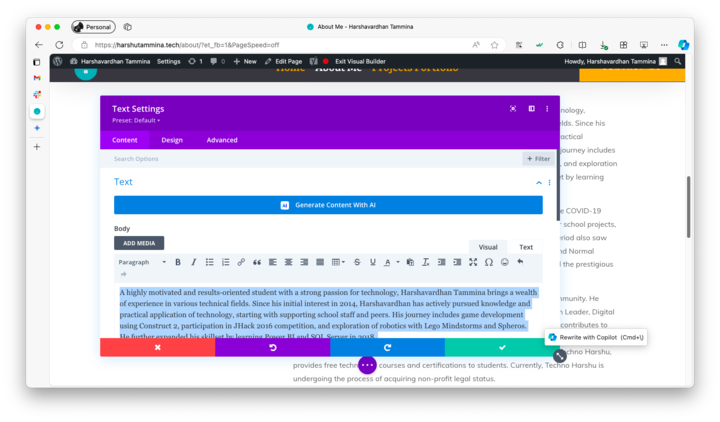 Personal
About Me - Harshavardhan Tammina
https://harshutammina.tech/about/?et_fb=1&PageSpeed=off
Harshavardhan Tammina Settings 1 0 New Edit Page Exit Visual Builder Howdy, Harshavardhan Tammina
Home About Me Projects Portfolio
Text Settings
Preset: Default
Content Design Advanced
Search Options
+ Filter
Text
AI Generate Content With AI
Body
ADD MEDIA
Visual Text
Paragraph
A highly motivated and results-oriented student with a strong passion for technology, Harshavardhan Tammina brings a wealth
of experience in various technical fields. Since his initial interest in 2014, Harshavardhan has actively pursued knowledge and
practical application of technology, starting with supporting school staff and peers. His journey includes game development
using Construct 2, participation in JHack 2016 competition, and exploration of robotics with Lego Mindstorms and Spheros.
He further expanded his skillset by learning Power BI and SQL Server in 2018.
nology,
elds. Since his
actical
journey includes
, and exploration
et by learning
e COVID-19
r school projects,
eriod also saw
nd Normal
the prestigious
mmunity. He
n Leader, Digital
contributes to
Rewrite with Copilot (Cmd+\)
Techno Harshu,
provides free techn courses and certifications to students. Currently, Techno Harshu is
undergoing the process of acquiring non-profit legal status.